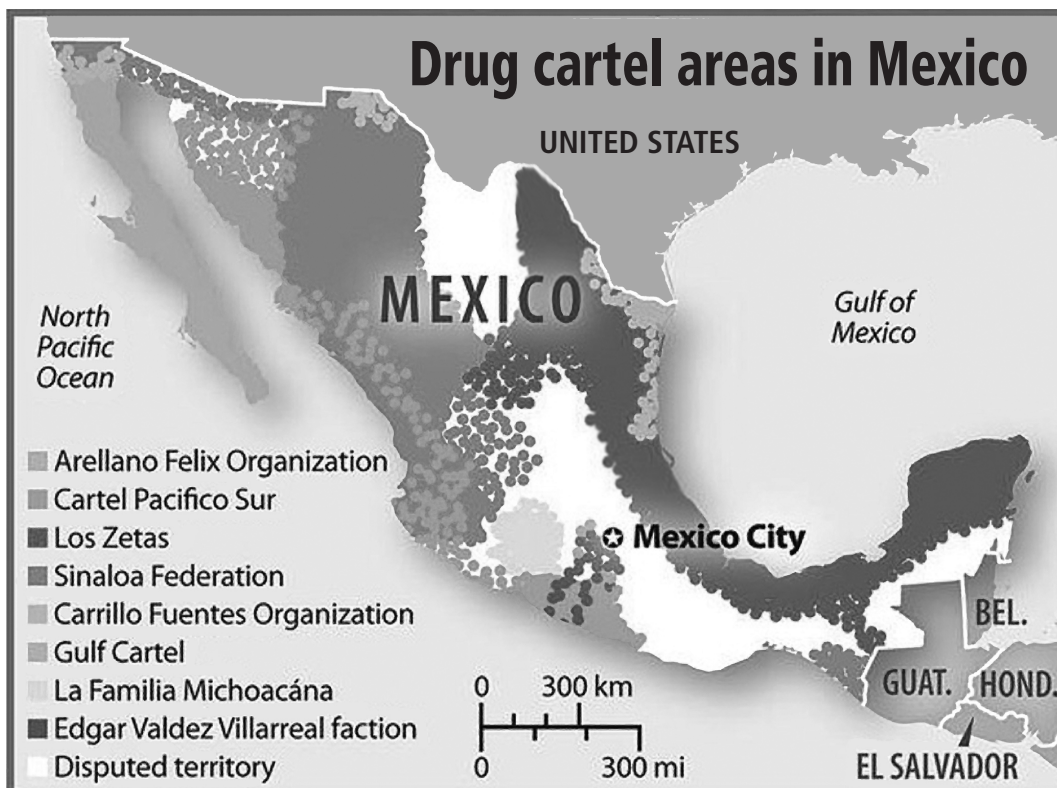 Drug cartel areas in Mexico
UNITED STATES
MEXICO
North
Pacific
Ocean
Gulf of
Mexico
Arellano Felix Organization
Cartel Pacifico Sur
Los Zetas
Sinaloa Federation
Carrillo Fuentes Organization
Gulf Cartel
La Familia Michoacána
Edgar Valdez Villarreal faction
Disputed territory
Mexico City
0 300 km
0 300 mi
BEL.
GUAT. HOND.
EL SALVADOR